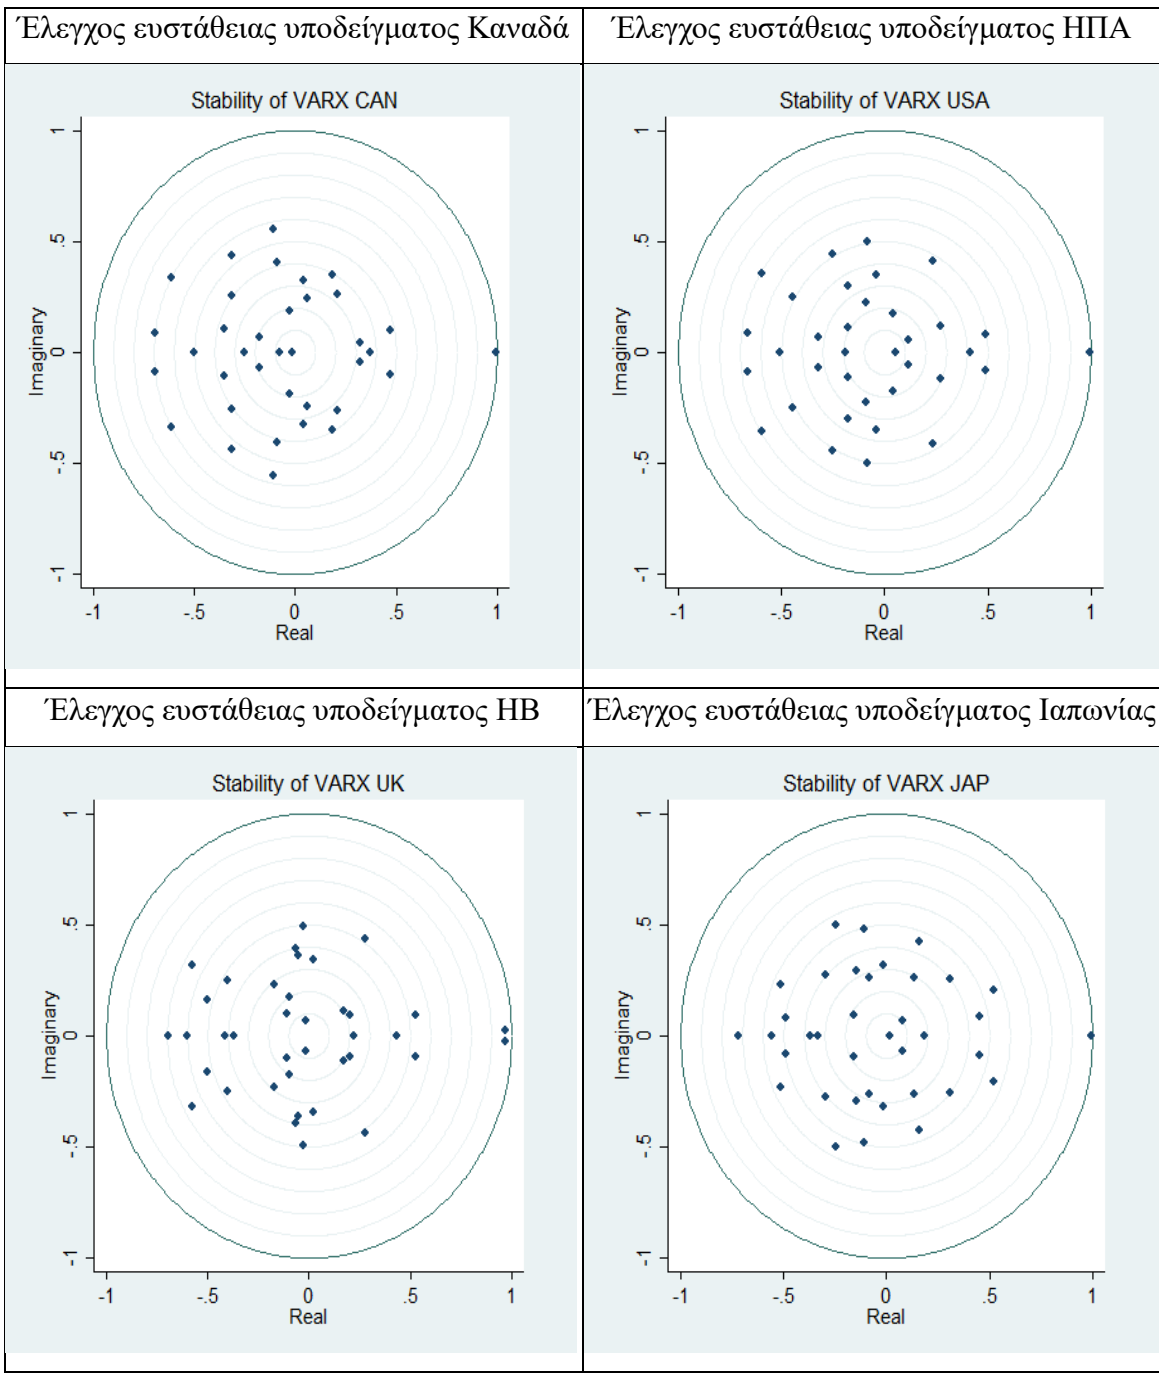 Έλεγχος ευστάθειας υποδείγματος Καναδά
Έλεγχος ευστάθειας υποδείγματος ΗΠΑ
Stability of VARX CAN
1
.5
0
-.5
-1
Imaginary
-1 -.5 0 .5 1
Real
Stability of VARX USA
1
.5
0
-.5
-1
Imaginary
-1 -.5 0 .5 1
Real
Έλεγχος ευστάθειας υποδείγματος ΗΒ
Έλεγχος ευστάθειας υποδείγματος Ιαπωνίας
Stability of VARX UK
1
.5
0
-.5
-1
Imaginary
-1 -.5 0 .5 1
Real
Stability of VARX JAP
1
.5
0
-.5
-1
Imaginary
-1 -.5 0 .5 1
Real